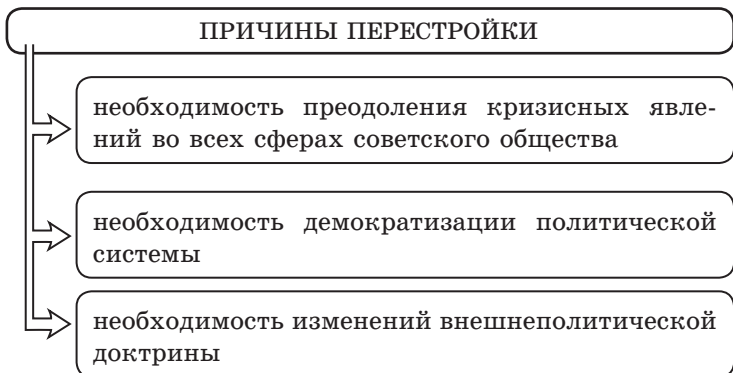 ПРИЧИНЫ ПЕРЕСТРОЙКИ
необходимость преодоления кризисных явле-
ний во всех сферах советского общества
необходимость демократизации политической
системы
необходимость изменений внешнеполитической
доктрины